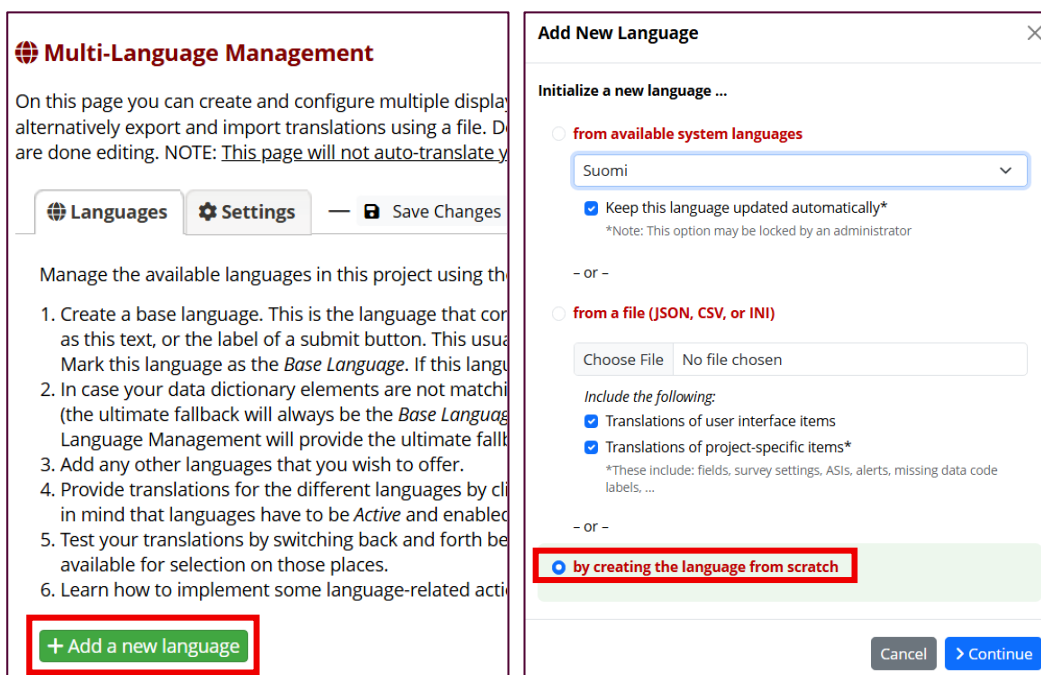 Multi-Language Management
On this page you can create and configure multiple display
alternatively export and import translations using a file. D
are done editing. NOTE: This page will not auto-translate y
Languages
Settings
— Save Changes
Manage the available languages in this project using the
1. Create a base language. This is the language that cor
as this text, or the label of a submit button. This usua
Mark this language as the Base Language. If this langu
2. In case your data dictionary elements are not matchi
(the ultimate fallback will always be the Base Languag
Language Management will provide the ultimate fallb
3. Add any other languages that you wish to offer.
4. Provide translations for the different languages by cli
in mind that languages have to be Active and enabled
5. Test your translations by switching back and forth be
available for selection on those places.
6. Learn how to implement some language-related acti
+ Add a new language
Add New Language
Initialize a new language ...
from available system languages
Suomi
Keep this language updated automatically*
*Note: This option may be locked by an administrator
– or –
from a file (JSON, CSV, or INI)
Choose File No file chosen
Include the following:
Translations of user interface items
Translations of project-specific items*
*These include: fields, survey settings, ASIs, alerts, missing data code
labels, ...
– or –
by creating the language from scratch
Cancel
Continue